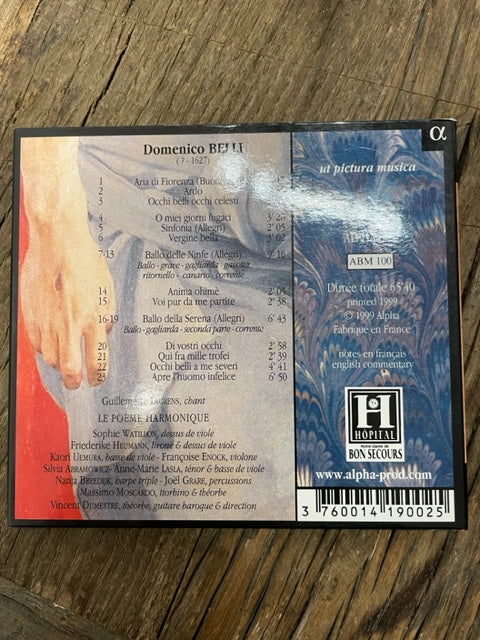 α
Domenico BELLI
( ? - 1627)
1 Aria di Fiorenza
2 Ardo
3 Occhi belli occhi celesti
4 O miei giorni fugaci 3' 28
5 Sinfonia (Allegri) 2' 05
6 Vergine bella 3' 02
7-13 Ballo delle Ninfe (Allegri) 16
Ballo - grave - gagliarda - gavotta
ritornello - canario - corrente
14 Anima ohimè 2' 05
15 Voi pur da me partite 2' 38
16-19 Ballo della Serena (Allegri) 6' 43
Ballo - gagliarda - seconda parte - corrente
20 Di vostri occhi 2' 58
21 Qui fra mille trofei 2' 39
22 Occhi belli a me severi 4' 41
23 Apre l'huomo infelice 6' 50
Guillemette LAURENS, chant
LE POÈME HARMONIQUE
Sophie WATILLON, dessus de viole
Friederike HEUMANN, lirone & dessus de viole
Kaori UEMURA, basse de viole - Françoise ENOCK, violone
Silvia ABRAMOWICZ - Anne-Marie LASLA, ténor & basse de viole
Nanja BREEDIJK, harpe triple - Joël GRARE, percussions
Massimo MOSCARDO, tiorbino & théorbe
Vincent DUMESTRE, théorbe, guitare baroque & direction
ut pictura musica
ABM 100
Durée totale 65'40
printed 1999
© 1999 Alpha
Fabriqué en France
notes en français
english commentary
H
HÔPITAL
Notre-Dame de
BON SECOURS
www.alpha-prod.com
3 760014 190025